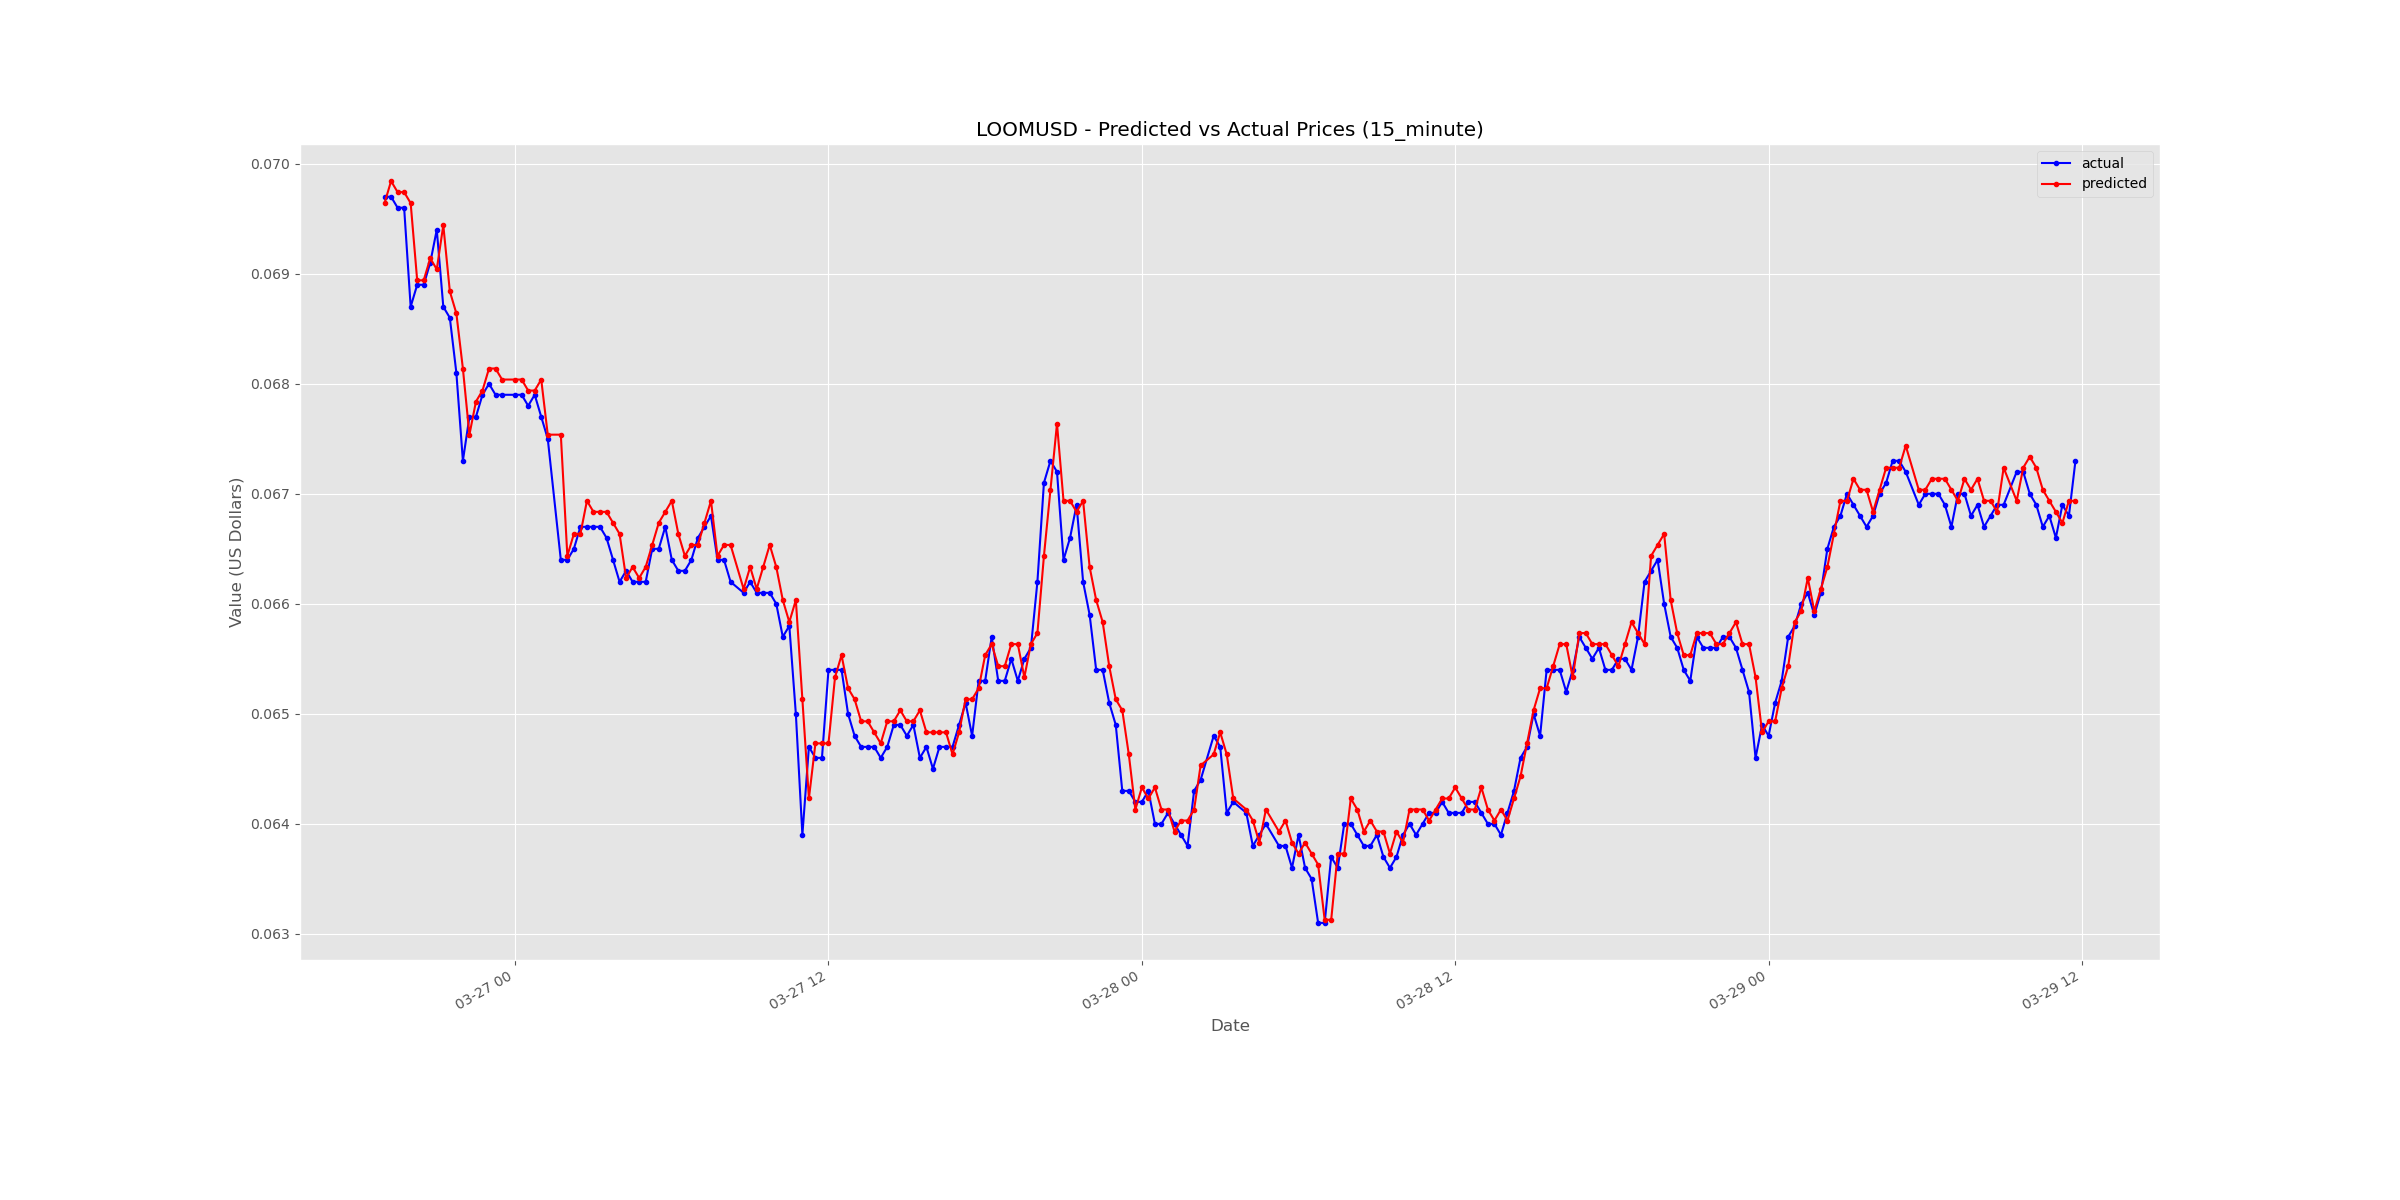 LOOMUSD - Predicted vs Actual Prices (15_minute)
actual
predicted
0.070
0.069
0.068
0.067
0.066
0.065
0.064
0.063
Value (US Dollars)
03-27 00
03-27 12
03-28 00
03-28 12
03-29 00
03-29 12
Date